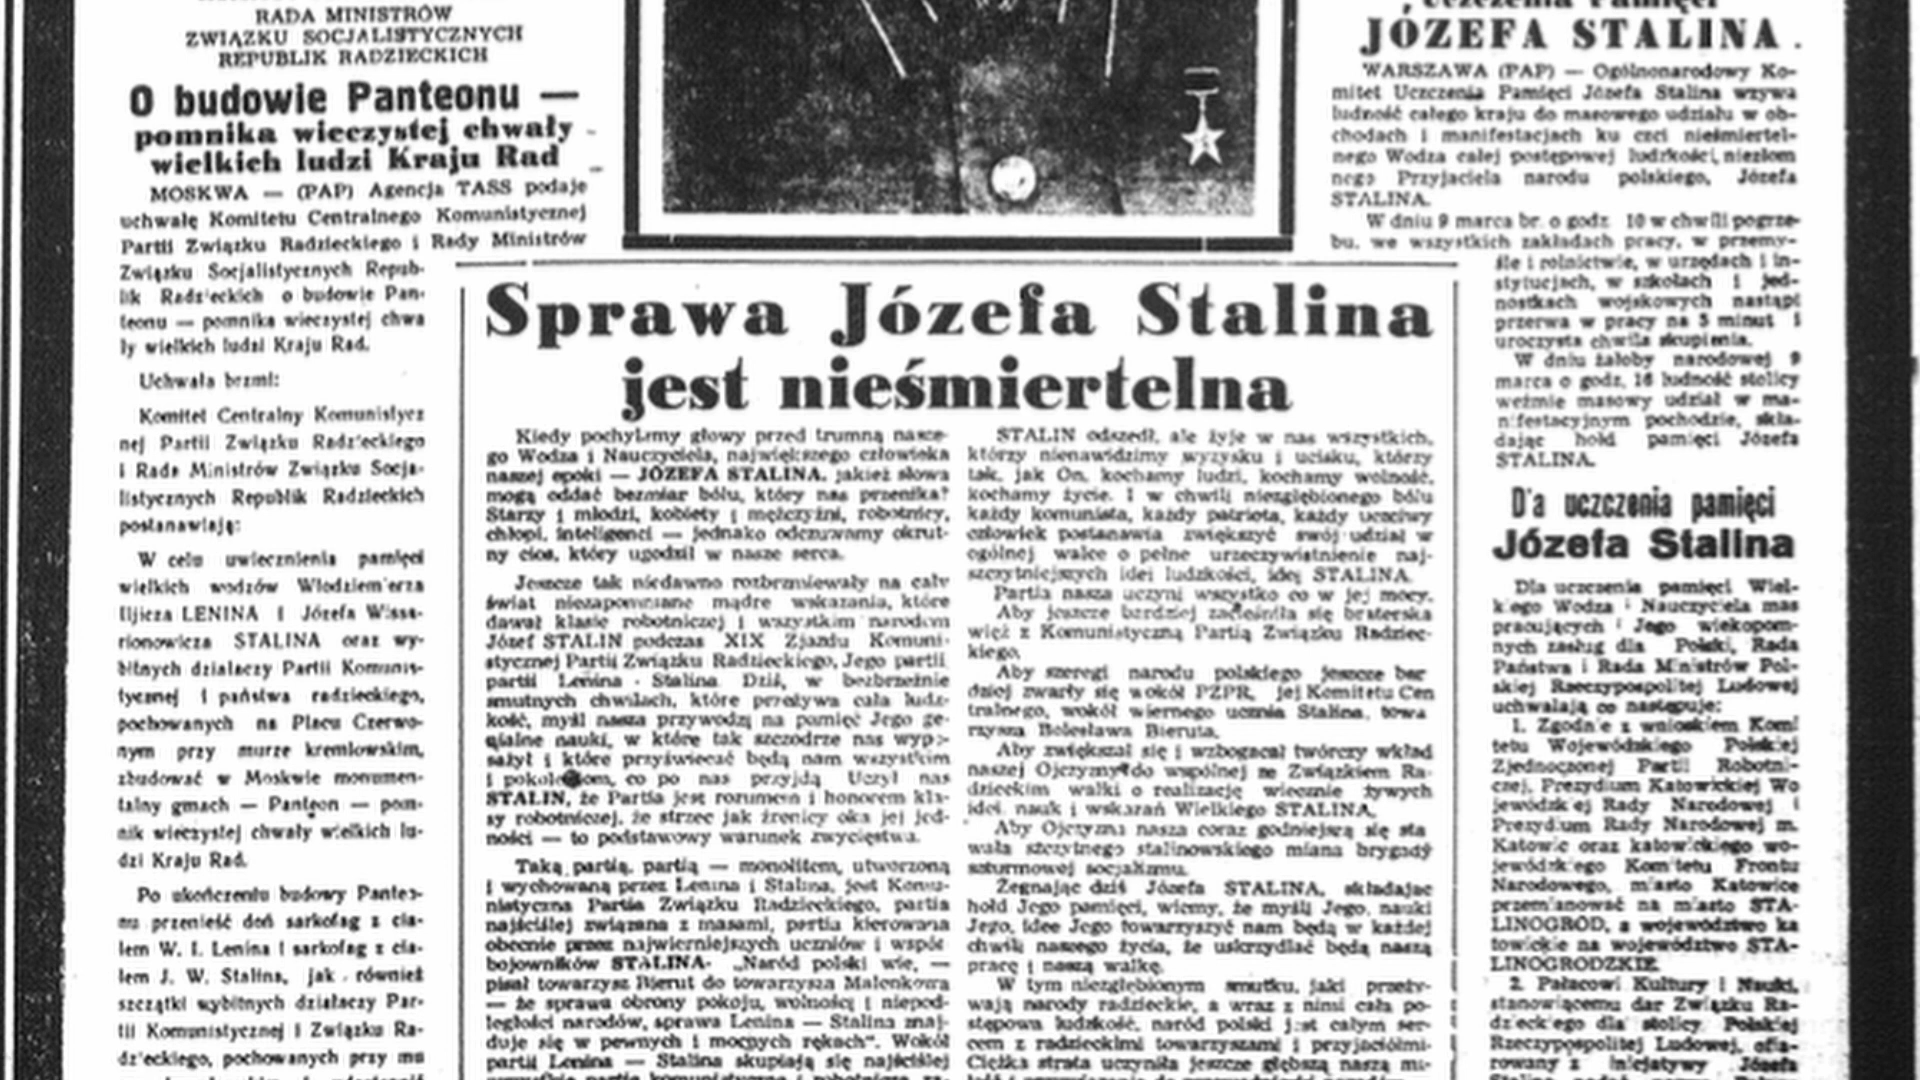 RADA MINISTRÓW
ZWIĄZKU SOCJALISTYCZNYCH
REPUBLIK RADZIECKICH
O budowie Panteonu —
pomnika wieczystej chwały
wielkich ludzi Kraju Rad
MOSKWA — (PAP) Agencja TASS podaje
uchwałę Komitetu Centralnego Komunistycznej
Partii Związku Radzieckiego i Rady Ministrów
Związku Socjalistycznych Repub-
lik Radzieckich o budowie Pan-
teonu — pomnika wieczystej chwa
ły wielkich ludzi Kraju Rad.
Uchwała brzmi:
Komitet Centralny Komunistycz
nej Partii Związku Radzieckiego
i Rada Ministrów Związku Socja-
listycznych Republik Radzieckich
postanawiają:
W celu uwiecznienia pamięci
wielkich wodzów Włodzimierza
Iljicza LENINA i Józefa Wissa-
rionowicza STALINA oraz wy-
bitnych działaczy Partii Komunis-
tycznej i państwa radzieckiego,
pochowanych na Placu Czerwo-
nym przy murze kremlowskim,
zbudować w Moskwie monumen-
talny gmach — Panteon — pom-
nik wieczystej chwały wielkich lu-
dzi Kraju Rad.
Po ukończeniu budowy Panteo-
nu przenieść doń sarkofag z cia-
łem W. I. Lenina i sarkofag z cia-
łem J. W. Stalina, jak również
szczątki wybitnych działaczy Par-
tii Komunistycznej i Związku Ra-
dzieckiego, pochowanych przy mu
Sprawa Józefa Stalina
jest nieśmiertelna
Kiedy pochylamy głowy przed trumną nasze-
go Wodza i Nauczyciela, największego człowieka
naszej epoki — JÓZEFA STALINA, jakież słowa
mogą oddać bezmiar bólu, który nas przenika?
Starzy i młodzi, kobiety i mężczyźni, robotnicy,
chłopi, inteligenci — jednako odczuwamy okrut-
ny cios, który ugodził w nasze serca.
Jeszcze tak niedawno rozbrzmiewały na cały
świat niezapomniane mądre wskazania, które
dawał klasie robotniczej i wszystkim narodom
Józef STALIN podczas XIX Zjazdu Komuni-
stycznej Partii Związku Radzieckiego, Jego partii
partii Lenina - Stalina. Dziś, w bezbrzeżnie
smutnych chwilach, które przeżywa cała ludz-
kość, myśl nasza przywodzi na pamięć Jego ge-
nialne nauki, w które tak szczodrze nas wypo-
sażył i które przyświecać będą nam wszystkim
i pokoleniom, co po nas przyjdą. Uczył nas
STALIN, że Partia jest rozumem i honorem kla-
sy robotniczej, że strzec jak źrenicy oka jej jed-
ności — to podstawowy warunek zwycięstwa.
Taką partią, partią — monolitem, utworzoną
i wychowaną przez Lenina i Stalina, jest Komu-
nistyczna Partia Związku Radzieckiego, partia
najściślej związana z masami, partia kierowana
obecnie przez najwierniejszych uczniów i współ-
bojowników STALINA. „Naród polski wie, —
pisał towarzysz Bierut do towarzysza Malenkowa
— że sprawa obrony pokoju, wolności i niepod-
ległości narodów, sprawa Lenina — Stalina znaj-
duje się w pewnych i mocnych rękach”. Wokół
partii Lenina — Stalina skupiają się najściślej
wszystkie partie komunistyczne i robotnicze,
STALIN odszedł, ale żyje w nas wszystkich,
którzy nienawidzimy wyzysku i ucisku, którzy
tak, jak On, kochamy ludzi, kochamy wolność,
kochamy życie. I w chwili niezgłębionego bólu
każdy komunista, każdy patriota, każdy uczciwy
człowiek postanawia zwiększyć swój udział w
ogólnej walce o pełne urzeczywistnienie naj-
szczytniejszych idei ludzkości, idei STALINA.
Partia nasza uczyni wszystko co w jej mocy.
Aby jeszcze bardziej zacieśniła się braterska
więź z Komunistyczną Partią Związku Radziec-
kiego.
Aby szeregi narodu polskiego jeszcze bar
dziej zwarły się wokół PZPR, jej Komitetu Cen
tralnego, wokół wiernego ucznia Stalina, towa
rzysza Bolesława Bieruta.
Aby zwiększał się i wzbogacał twórczy wkład
naszej Ojczyzny do wspólnej ze Związkiem Ra-
dzieckim walki o realizację wiecznie żywych
idei, nauk i wskazań Wielkiego STALINA.
Aby Ojczyzna nasza coraz godniejszą się sta
wała szczytnego stalinowskiego miana brygady
szturmowej socjalizmu.
Żegnając dziś Józefa STALINA, składając
hołd Jego pamięci, wiemy, że myśli Jego, nauki
Jego, idee Jego towarzyszyć nam będą w każdej
chwili naszego życia, że uskrzydlać będą naszą
pracę i naszą walkę.
W tym niezgłębionym smutku, jaki przeży-
wają narody radzieckie, a wraz z nimi cała po-
stępowa ludzkość, naród polski jest całym ser-
cem z radzieckimi towarzyszami i przyjaciółmi.
Ciężka strata uczyniła jeszcze głębszą naszą mi-
Uczczenia Pamięci
JÓZEFA STALINA.
WARSZAWA (PAP) — Ogólnonarodowy Ko-
mitet Uczczenia Pamięci Józefa Stalina wzywa
ludność całego kraju do masowego udziału w ob-
chodach i manifestacjach ku czci nieśmiertel-
nego Wodza całej postępowej ludzkości, niezłom
nego Przyjaciela narodu polskiego, Józefa
STALINA.
W dniu 9 marca br. o godz. 10 w chwili pogrze-
bu, we wszystkich zakładach pracy, w przemy-
śle i rolnictwie, w urzędach i in-
stytucjach, w szkołach i jed-
nostkach wojskowych nastąpi
przerwa w pracy na 5 minut i
uroczysta chwila skupienia.
W dniu żałoby narodowej 9
marca o godz. 16 ludność stolicy
weźmie masowy udział w ma-
nifestacyjnym pochodzie, skła-
dając hołd pamięci Józefa
STALINA.
D'a uczczenia pamięci
Józefa Stalina
Dla uczczenia pamięci Wiel-
kiego Wodza i Nauczyciela mas
pracujących i Jego wiekopom-
nych zasług dla Polski, Rada
Państwa i Rada Ministrów Pol-
skiej Rzeczypospolitej Ludowej
uchwalają co następuje:
1. Zgodnie z wnioskiem Komi
tetu Wojewódzkiego Polskiej
Zjednoczonej Partii Robotni-
czej, Prezydium Katowickiej Wo
jewódzkiej Rady Narodowej i
Prezydium Rady Narodowej m.
Katowic oraz katowickiego wo-
jewódzkiego Komitetu Frontu
Narodowego, miasto Katowice
przemianować na miasto STA-
LINOGRÓD, a województwo ka
towickie na województwo STA-
LINOGRODZKIE.
2. Pałacowi Kultury i Nauki,
stanowiącemu dar Związku Ra-
dzieckiego dla stolicy Polskiej
Rzeczypospolitej Ludowej, ofia-
rowany z inicjatywy Józefa